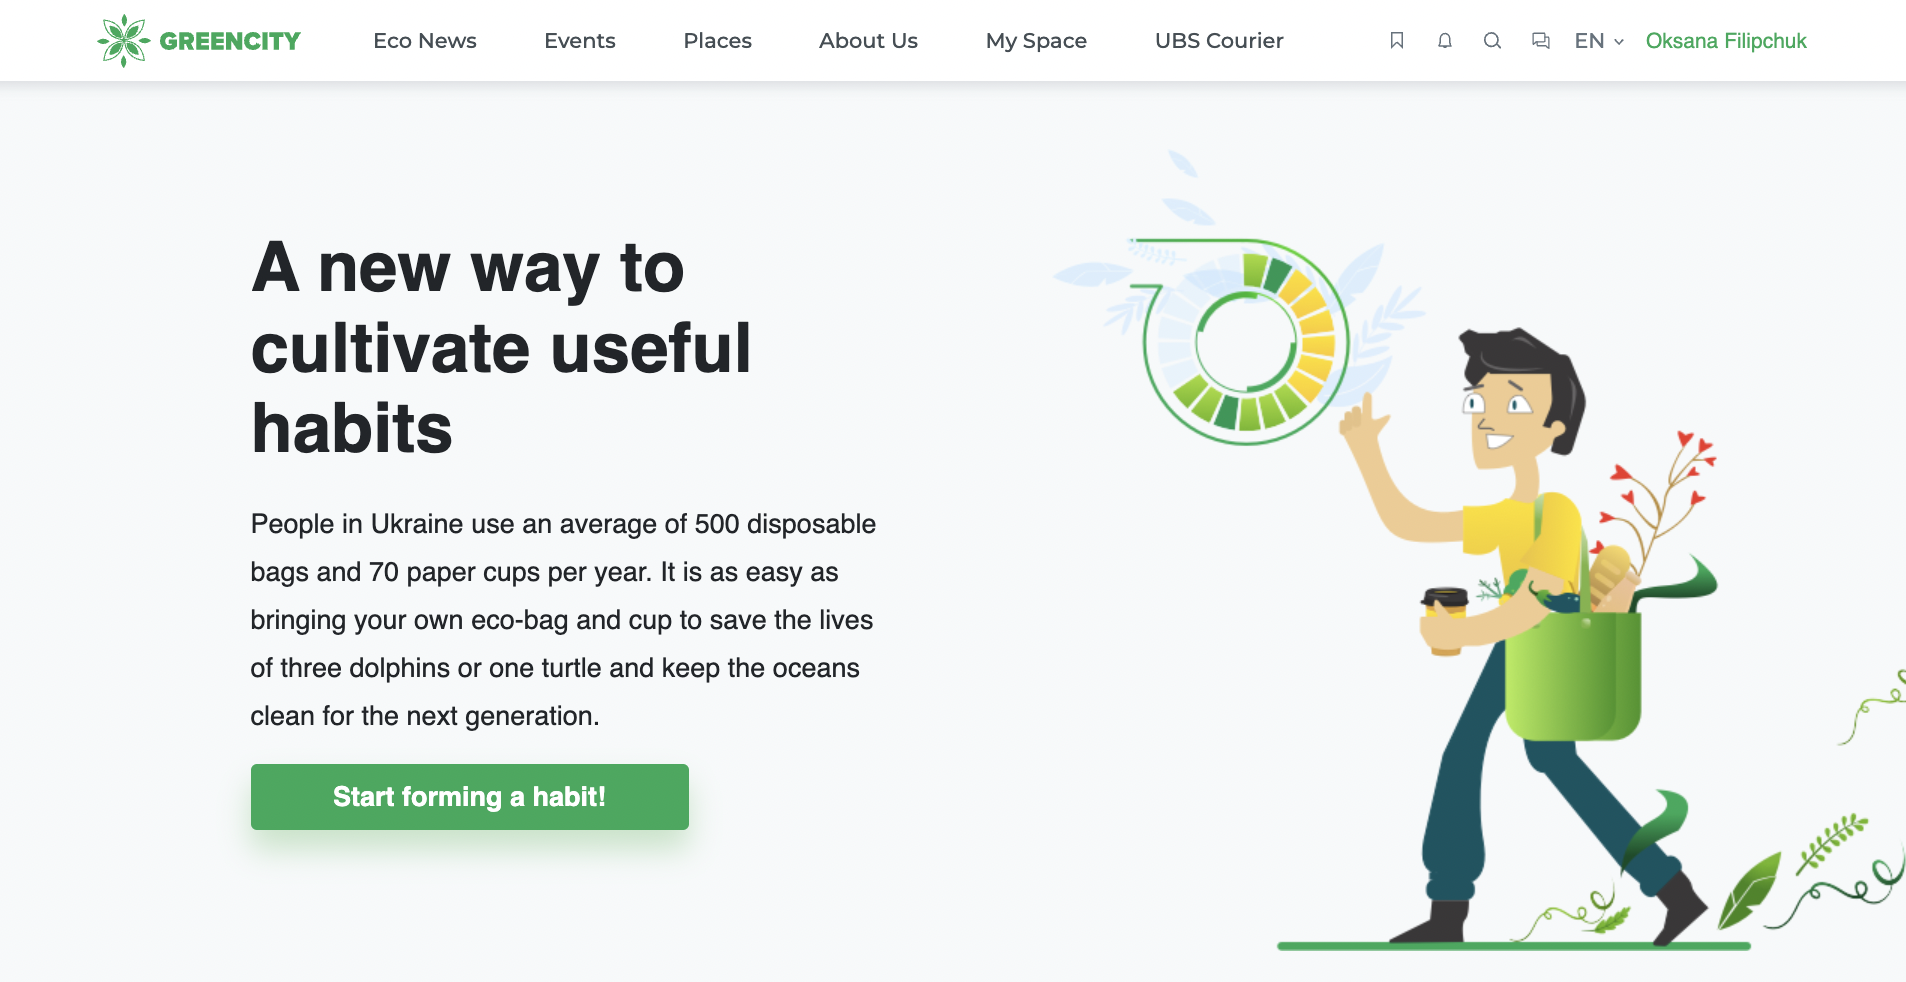 GREENCITY
Eco News
Events
Places
About Us
My Space
UBS Courier
EN
Oksana Filipchuk
A new way to
cultivate useful
habits
People in Ukraine use an average of 500 disposable
bags and 70 paper cups per year. It is as easy as
bringing your own eco-bag and cup to save the lives
of three dolphins or one turtle and keep the oceans
clean for the next generation.
Start forming a habit!